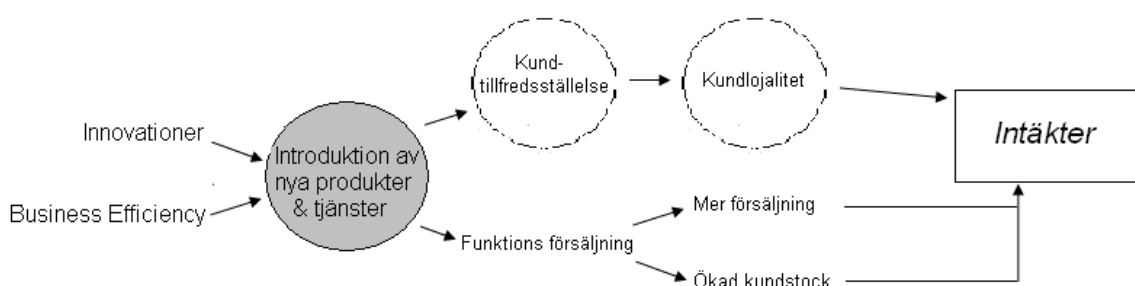 Kund-
tillfredsställelse
Kundlojalitet
Innovationer
Intäkter
Introduktion av
nya produkter
& tjänster
Business Efficiency
Mer försäljning
Funktions försäljning
Ökad kundstock